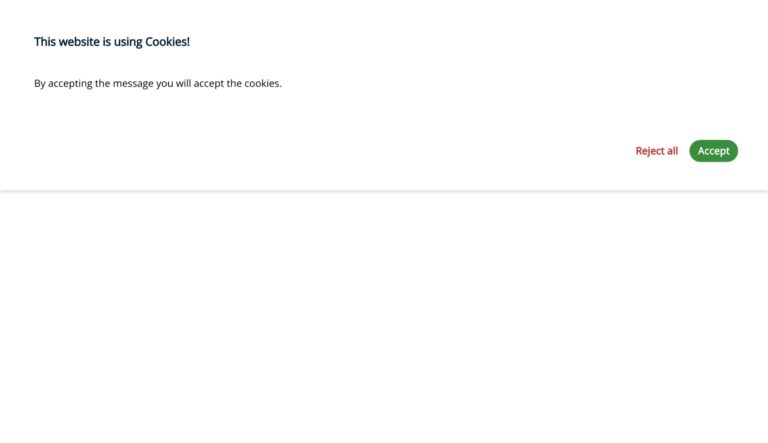 This website is using Cookies!
By accepting the message you will accept the cookies.
Reject all
Accept